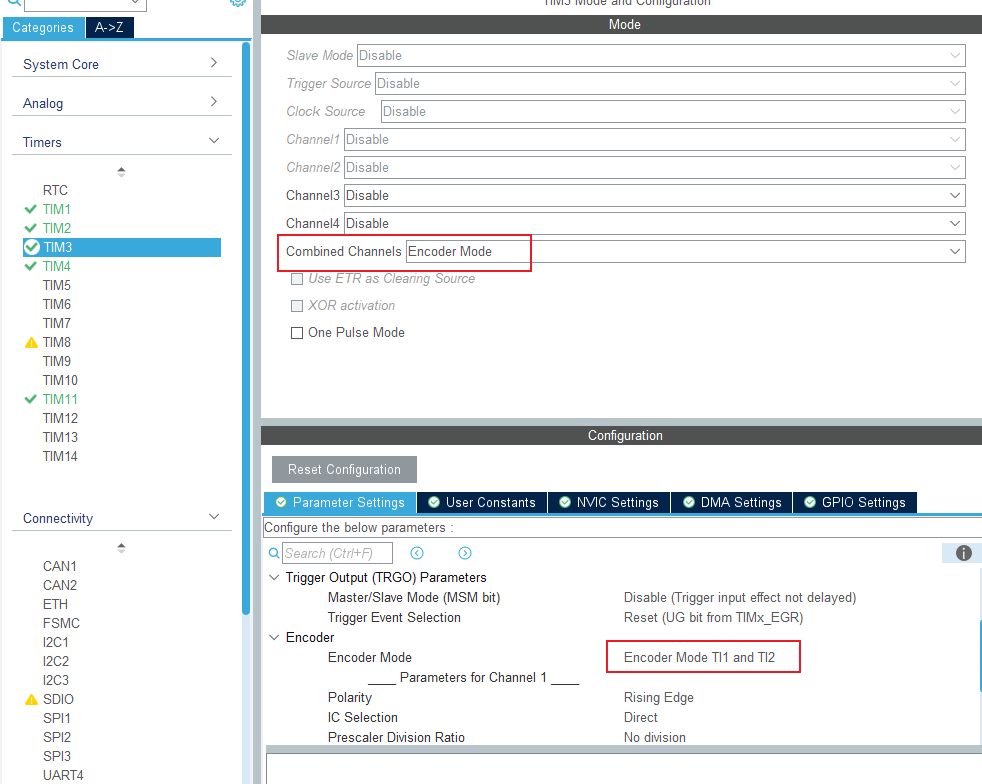 TIM3 Mode and Configuration
Categories
A->Z
System Core
Analog
Timers
RTC
TIM1
TIM2
TIM3
TIM4
TIM5
TIM6
TIM7
TIM8
TIM9
TIM10
TIM11
TIM12
TIM13
TIM14
Connectivity
CAN1
CAN2
ETH
FSMC
I2C1
I2C2
I2C3
SDIO
SPI1
SPI2
SPI3
UART4
Mode
Slave Mode Disable
Trigger Source Disable
Clock Source Disable
Channel1 Disable
Channel2 Disable
Channel3 Disable
Channel4 Disable
Combined Channels Encoder Mode
Use ETR as Clearing Source
XOR activation
One Pulse Mode
Configuration
Reset Configuration
Parameter Settings
User Constants
NVIC Settings
DMA Settings
GPIO Settings
Configure the below parameters :
Search (Ctrl+F)
Trigger Output (TRGO) Parameters
Master/Slave Mode (MSM bit) Disable (Trigger input effect not delayed)
Trigger Event Selection Reset (UG bit from TIMx_EGR)
Encoder
Encoder Mode Encoder Mode TI1 and TI2
____ Parameters for Channel 1 ____
Polarity Rising Edge
IC Selection Direct
Prescaler Division Ratio No division